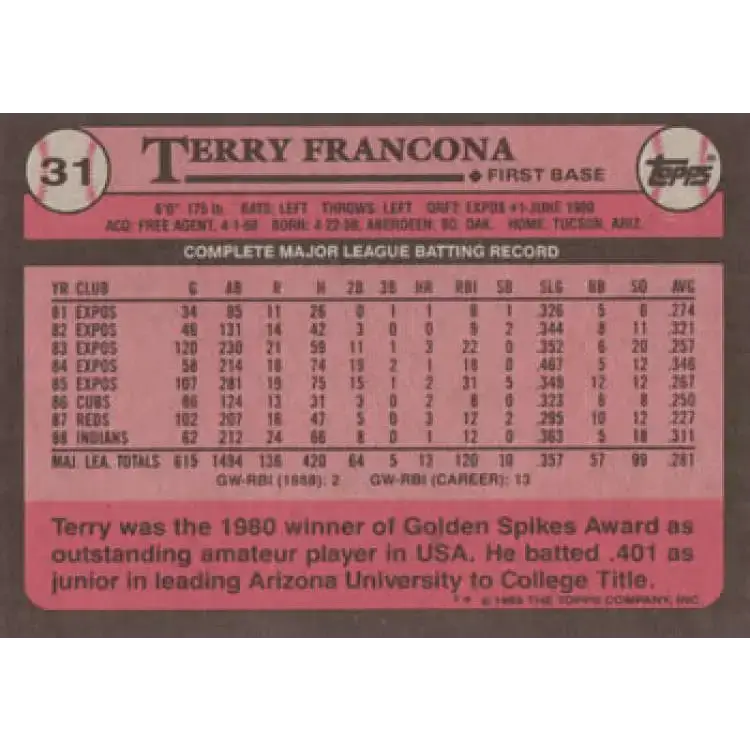 31
TERRY FRANCONA
FIRST BASE
Topps®
6'0" 175 lb. BATS: LEFT THROWS: LEFT DRFT: EXPOS #1-JUNE 1980
ACQ: FREE AGENT, 4-1-88 BORN: 4-22-59, ABERDEEN, SO. DAK. HOME: TUCSON, ARIZ.
COMPLETE MAJOR LEAGUE BATTING RECORD
YR CLUB G AB R H 2B 3B HR RBI SB SLG BB SO AVG
81 EXPOS 34 95 11 26 0 1 1 8 1 .326 5 6 .274
82 EXPOS 46 131 14 42 3 0 0 9 2 .344 8 11 .321
83 EXPOS 120 230 21 59 11 1 3 22 0 .352 6 20 .257
84 EXPOS 58 214 18 74 19 2 1 18 0 .467 5 12 .346
85 EXPOS 107 281 19 75 15 1 2 31 5 .349 12 12 .267
86 CUBS 86 124 13 31 3 0 2 8 0 .323 6 8 .250
87 REDS 102 207 16 47 5 0 3 12 2 .295 10 12 .227
88 INDIANS 62 212 24 66 8 0 1 12 0 .363 5 18 .311
MAJ. LEA. TOTALS 615 1494 136 420 64 5 13 120 10 .357 57 99 .281
GW-RBI (1988): 2 GW-RBI (CAREER): 13
Terry was the 1980 winner of Golden Spikes Award as
outstanding amateur player in USA. He batted .401 as
junior in leading Arizona University to College Title.
** © 1989 THE TOPPS COMPANY, INC.